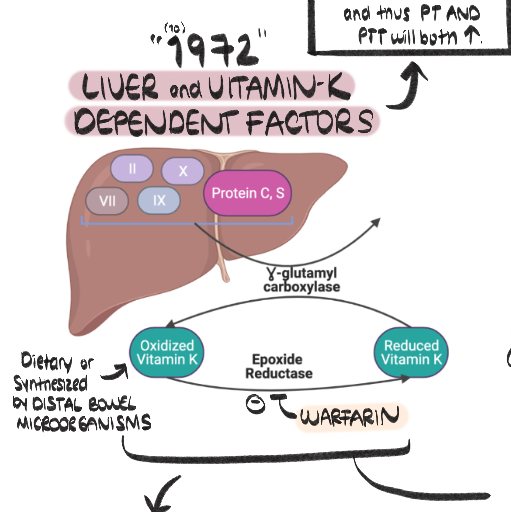 and thus PT AND
PTT will both ↑.
(10)
"1972"
LIVER and VITAMIN-K
DEPENDENT FACTORS
II
X
VII
IX
Protein C, S
ɣ-glutamyl
carboxylase
Oxidized
Vitamin K
Reduced
Vitamin K
Epoxide
Reductase
Dietary or
Synthesized
by DISTAL BOWEL
MICROORGANISMS
⊖
WARFARIN